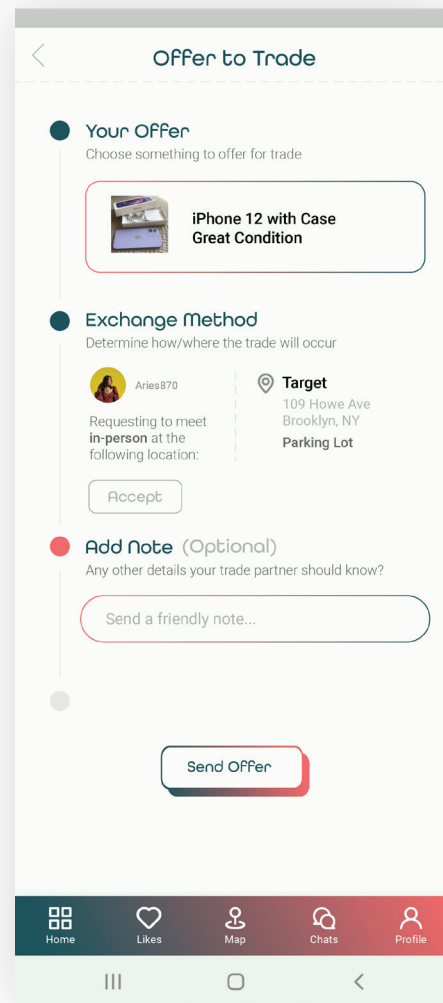 Offer to Trade
Your Offer
Choose something to offer for trade
iPhone 12 with Case
Great Condition
Exchange Method
Determine how/where the trade will occur
Aries870
Requesting to meet
in-person at the
following location:
Target
109 Howe Ave
Brooklyn, NY
Parking Lot
Accept
Add Note (Optional)
Any other details your trade partner should know?
Send a friendly note...
Send Offer
Home
Likes
Map
Chats
Profile